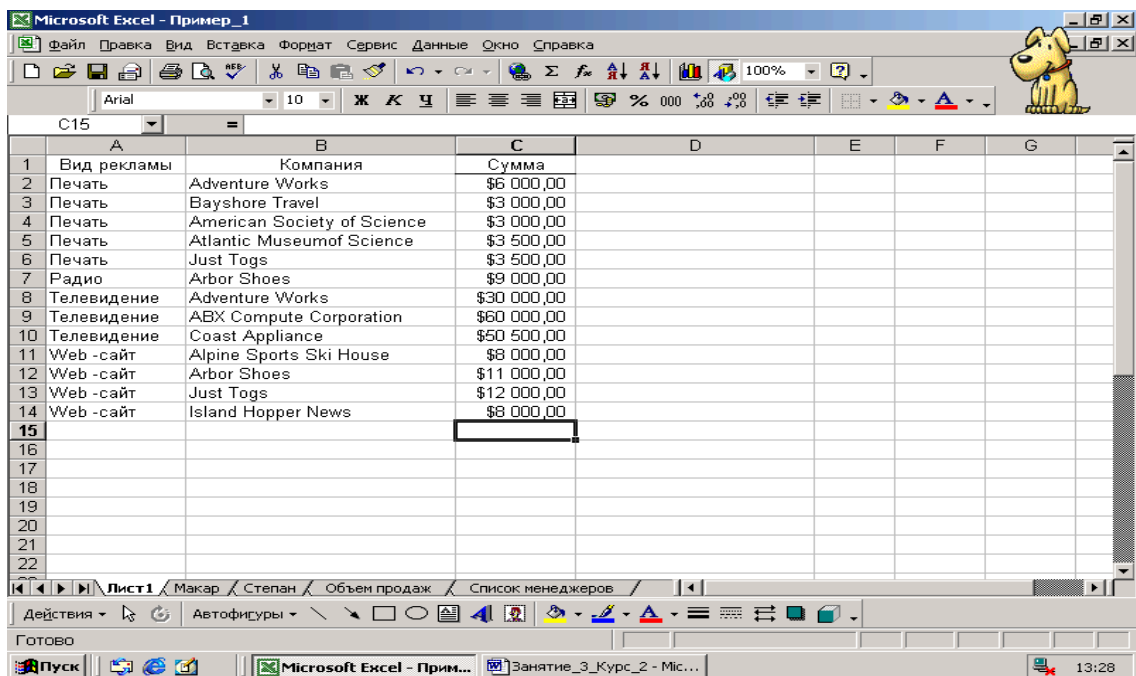 Microsoft Excel - Пример_1
Файл Правка Вид Вставка Формат Сервис Данные Окно Справка
100%
Arial 10 Ж К Ч % 000
C15 =
A B C D E F G
1 Вид рекламы Компания Сумма
2 Печать Adventure Works $6 000,00
3 Печать Bayshore Travel $3 000,00
4 Печать American Society of Science $3 000,00
5 Печать Atlantic Museumof Science $3 500,00
6 Печать Just Togs $3 500,00
7 Радио Arbor Shoes $9 000,00
8 Телевидение Adventure Works $30 000,00
9 Телевидение ABX Compute Corporation $60 000,00
10 Телевидение Coast Appliance $50 500,00
11 Web -сайт Alpine Sports Ski House $8 000,00
12 Web -сайт Arbor Shoes $11 000,00
13 Web -сайт Just Togs $12 000,00
14 Web -сайт Island Hopper News $8 000,00
15
16
17
18
19
20
21
22
Лист1 Макар Степан Объем продаж Список менеджеров
Действия Автофигуры
Готово
Пуск Microsoft Excel - Прим... Занятие_3_Курс_2 - Mic... 13:28